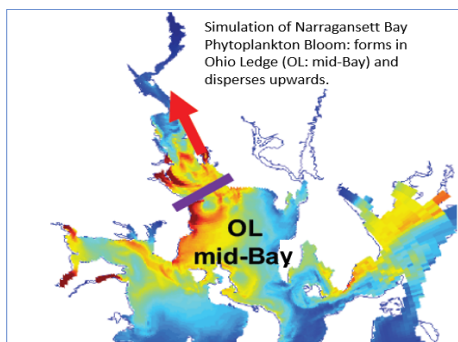 Simulation of Narragansett Bay
Phytoplankton Bloom: forms in
Ohio Ledge (OL: mid-Bay) and
disperses upwards.
OL
mid-Bay